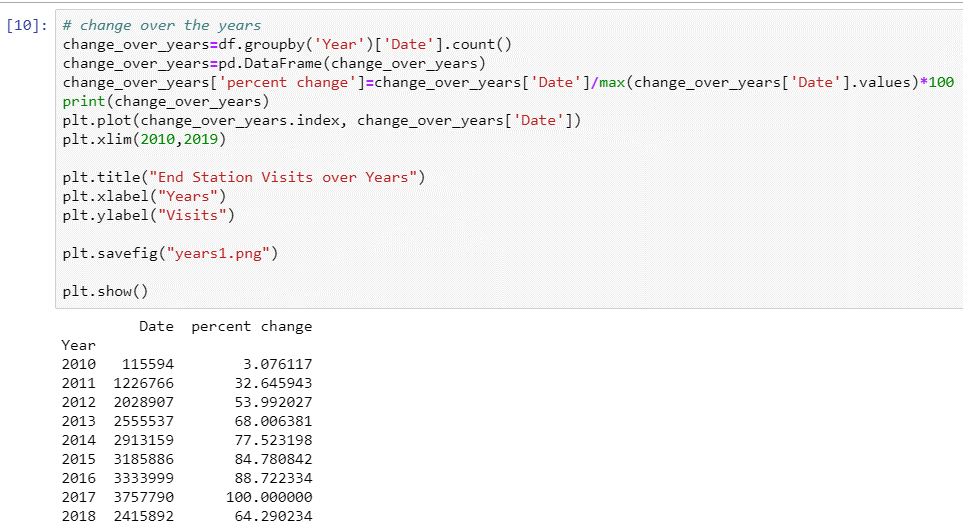 [10]: # change over the years
change_over_years=df.groupby('Year')['Date'].count()
change_over_years=pd.DataFrame(change_over_years)
change_over_years['percent change']=change_over_years['Date']/max(change_over_years['Date'].values)*100
print(change_over_years)
plt.plot(change_over_years.index, change_over_years['Date'])
plt.xlim(2010,2019)
plt.title("End Station Visits over Years")
plt.xlabel("Years")
plt.ylabel("Visits")
plt.savefig("years1.png")
plt.show()
Date percent change
Year
2010 115594 3.076117
2011 1226766 32.645943
2012 2028907 53.992027
2013 2555537 68.006381
2014 2913159 77.523198
2015 3185886 84.780842
2016 3333999 88.722334
2017 3757790 100.000000
2018 2415892 64.290234